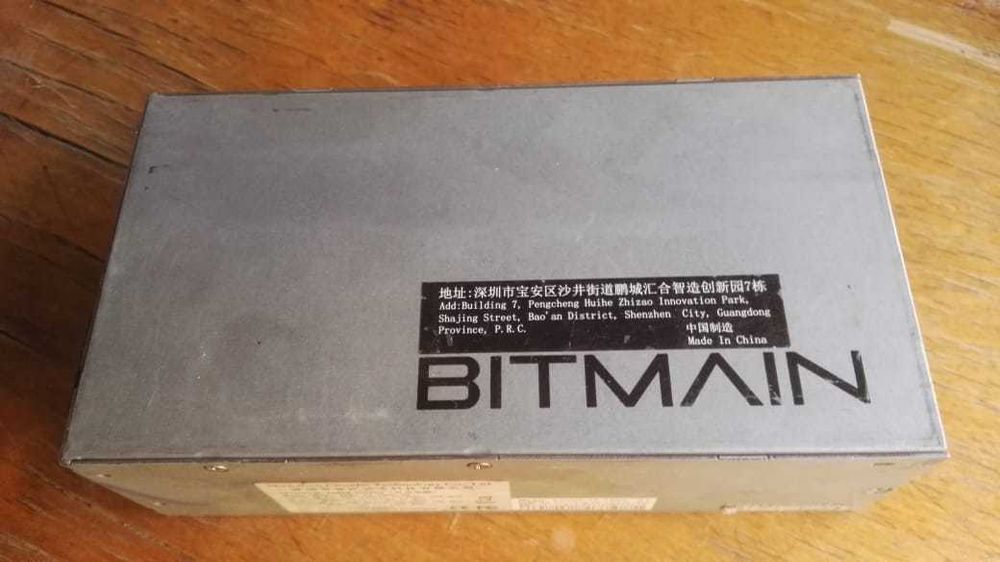 地址:深圳市宝安区沙井街道鹏城汇合智造创新园7栋
Add:Building 7, Pengcheng Huihe Zhizao Innovation Park,
Shajing Street, Bao'an District, Shenzhen City, Guangdong
Province, P.R.C.
中国制造
Made In China
BITMAIN